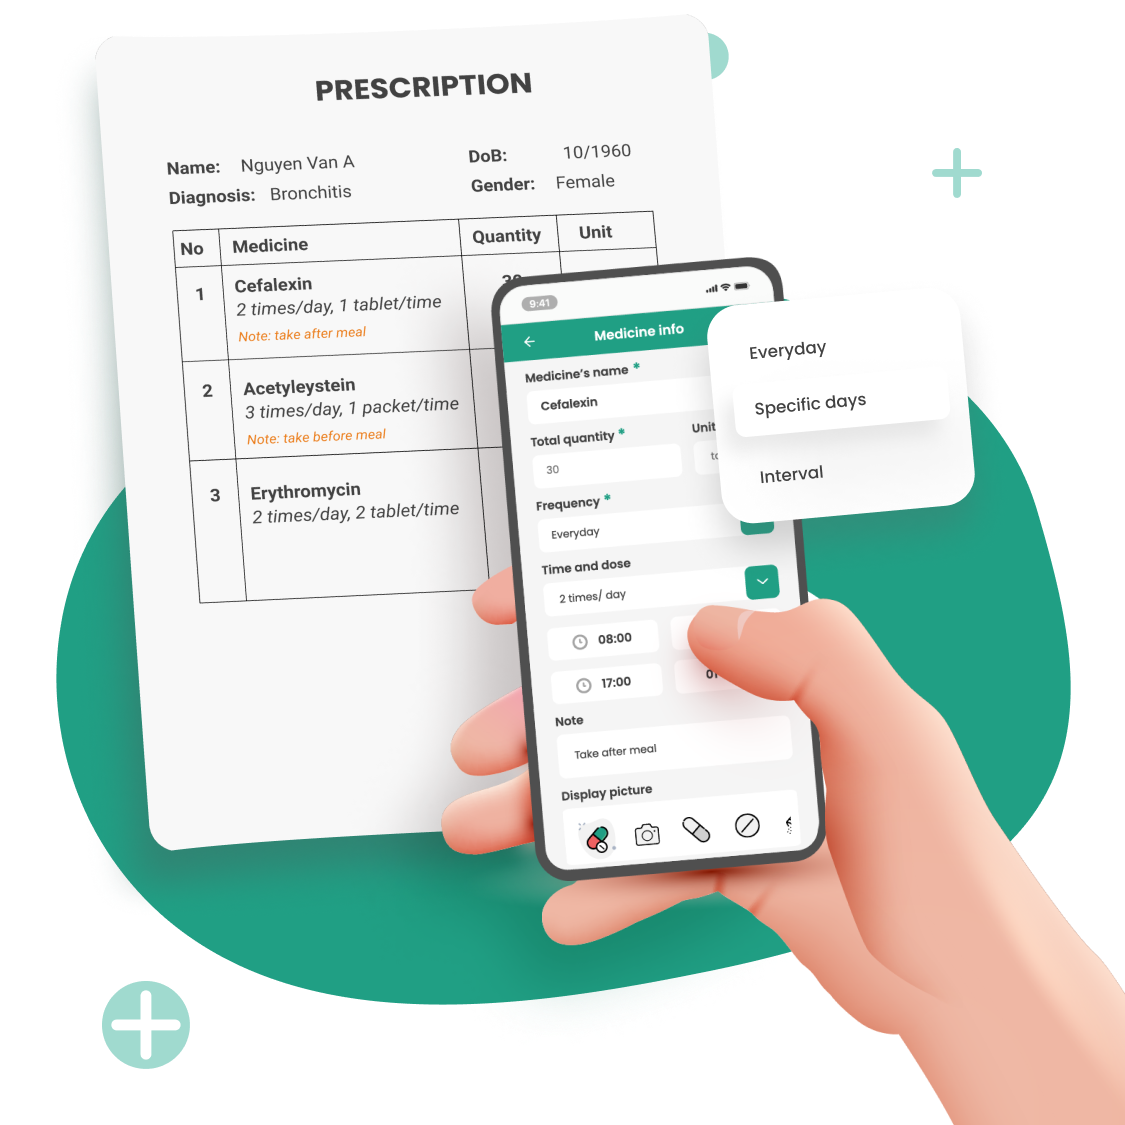 PRESCRIPTION
Name: Nguyen Van A
DoB: 10/1960
Diagnosis: Bronchitis
Gender: Female
No Medicine Quantity Unit
1 Cefalexin 30
2 times/day, 1 tablet/time
Note: take after meal
2 Acetyleystein
3 times/day, 1 packet/time
Note: take before meal
3 Erythromycin
2 times/day, 2 tablet/time
9:41
Medicine info
Medicine's name *
Cefalexin
Total quantity * Unit
30
Frequency *
Everyday
Time and dose
2 times/ day
08:00
17:00
Note
Take after meal
Display picture
Everyday
Specific days
Interval